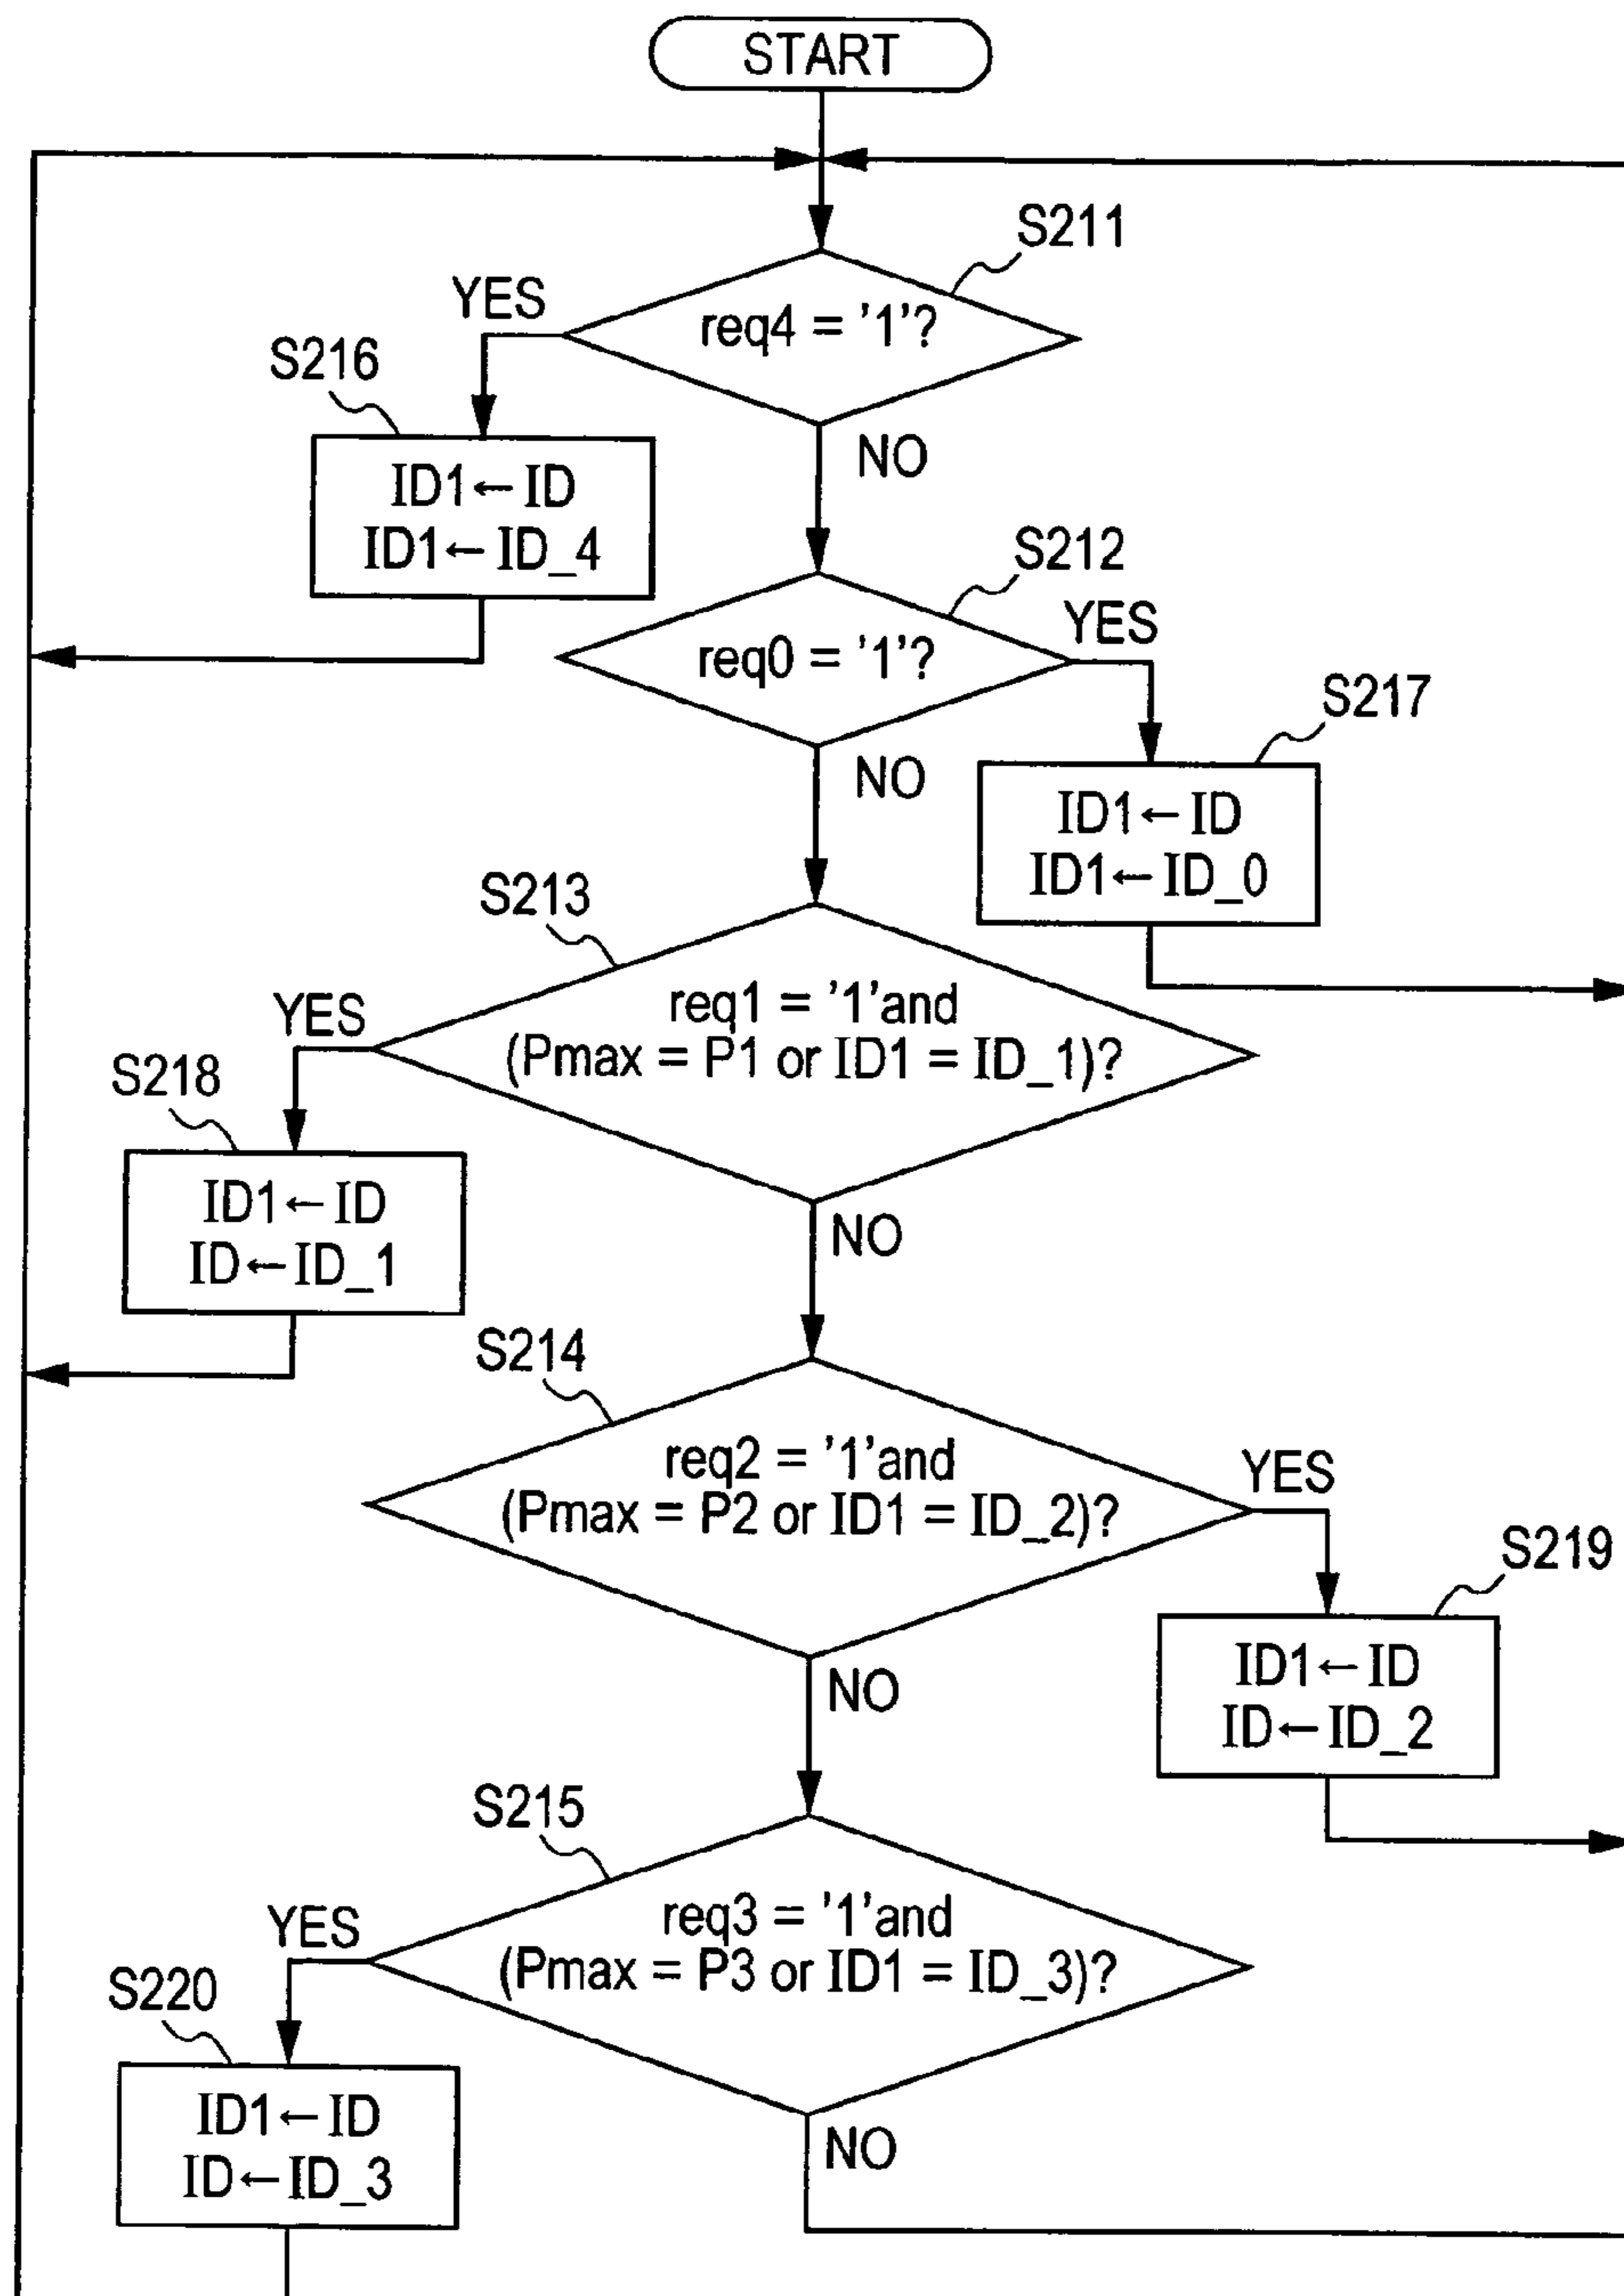 START
S211
YES
req4 = '1'?
S216
NO
ID1←ID
ID1←ID_4
S212
YES
req0 = '1'?
S217
NO
ID1←ID
ID1←ID_0
S213
req1 = '1'and
YES
(Pmax = P1 or ID1 = ID_1)?
S218
ID1←ID
NO
ID←ID_1
S214
req2 = '1'and
YES
(Pmax = P2 or ID1 = ID_2)?
S219
ID1←ID
NO
ID←ID_2
S215
req3 = '1'and
YES
(Pmax = P3 or ID1 = ID_3)?
S220
ID1←ID
NO
ID←ID_3